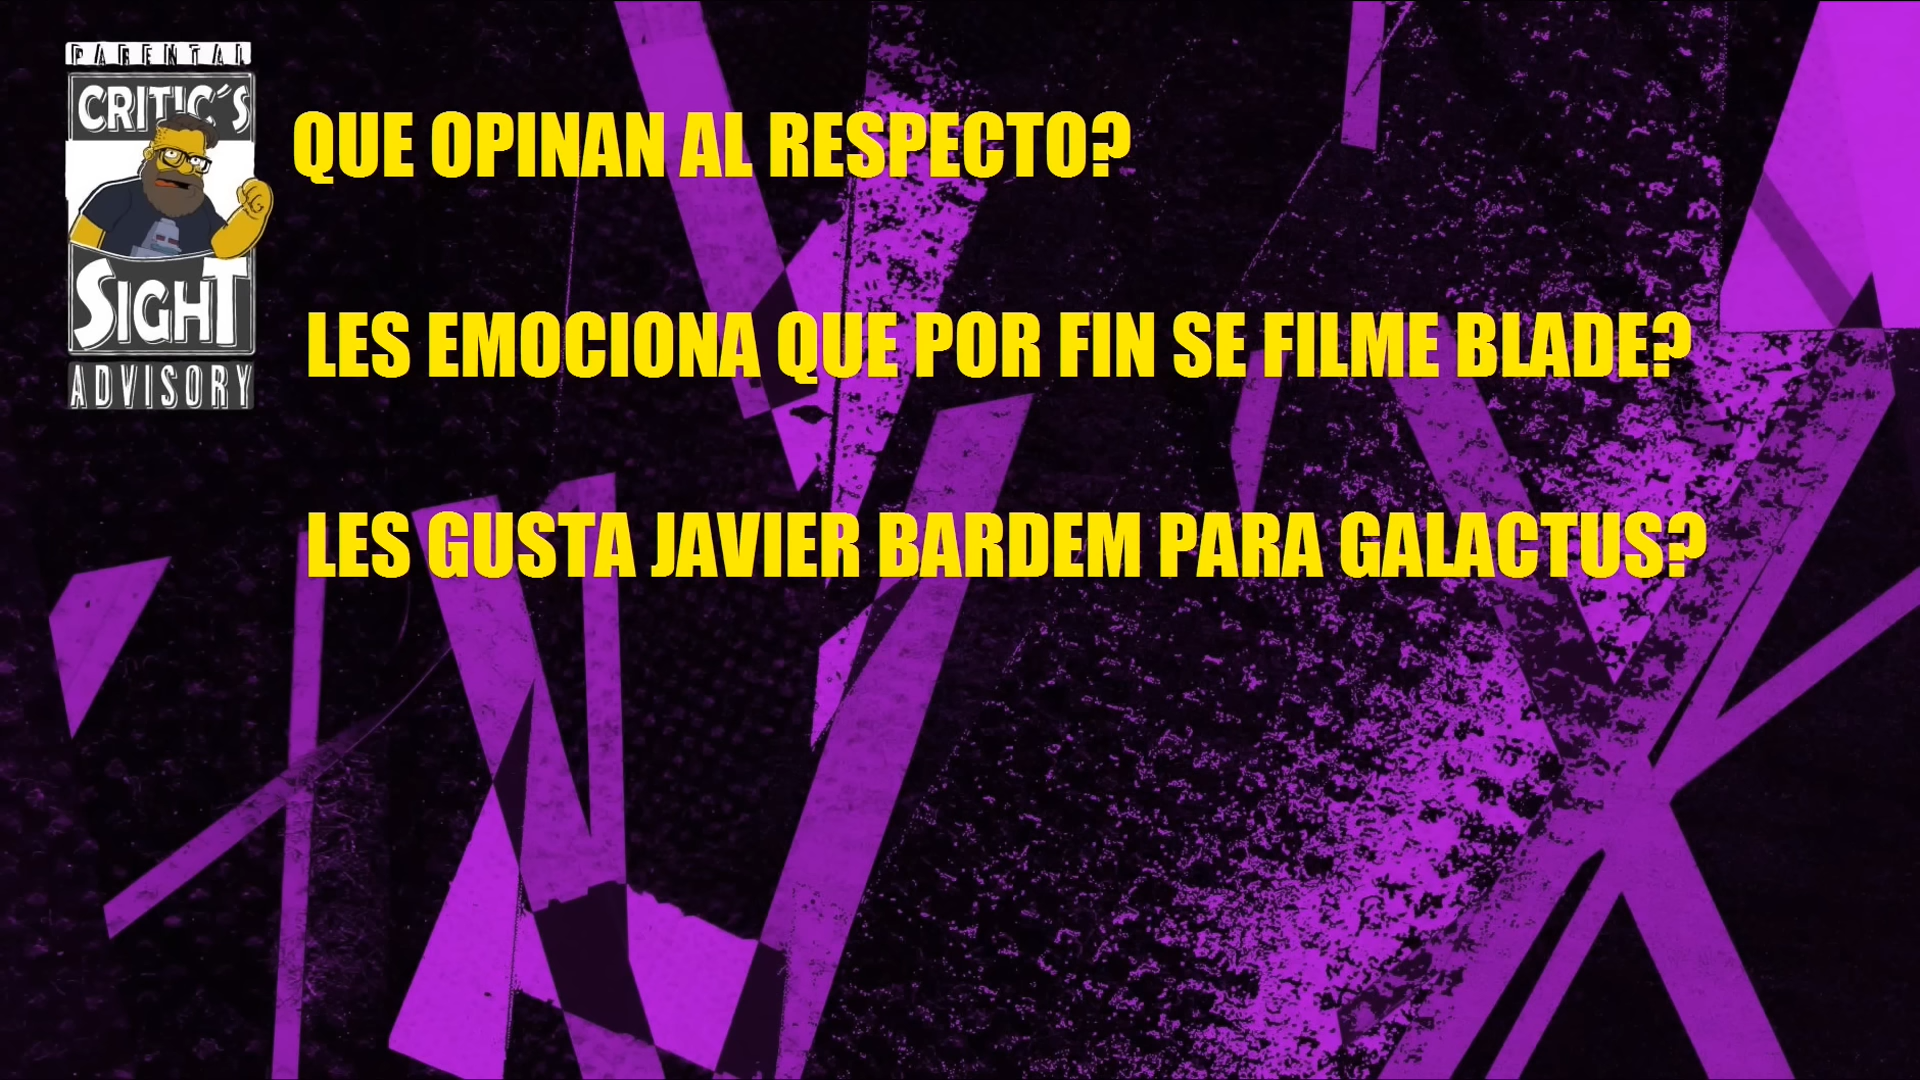 PARENTAL
CRITIC´S
SIGHT
ADVISORY
QUE OPINAN AL RESPECTO?
LES EMOCIONA QUE POR FIN SE FILME BLADE?
LES GUSTA JAVIER BARDEM PARA GALACTUS?